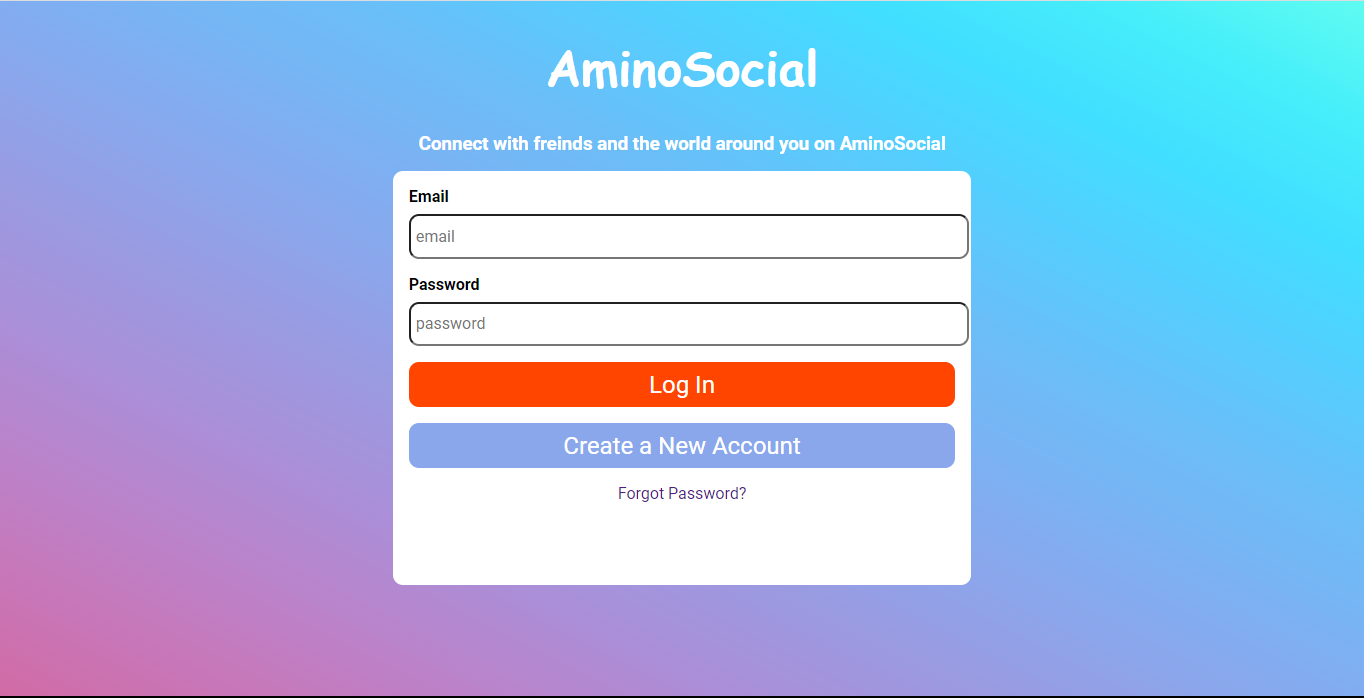 AminoSocial
Connect with freinds and the world around you on AminoSocial
Email
email
Password
password
Log In
Create a New Account
Forgot Password?